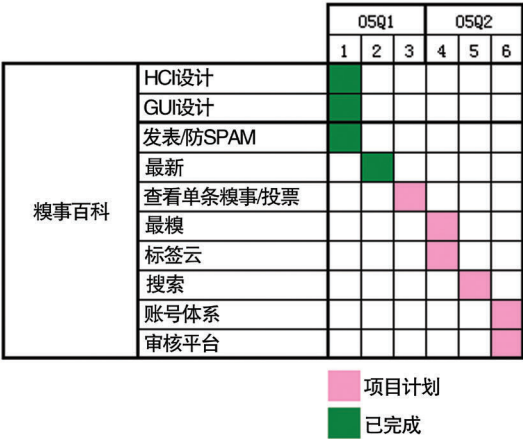 05Q1 05Q2
1 2 3 4 5 6
HCI设计
GUI设计
发表/防SPAM
最新
查看单条糗事/投票
糗事百科
最糗
标签云
搜索
账号体系
审核平台
项目计划
已完成